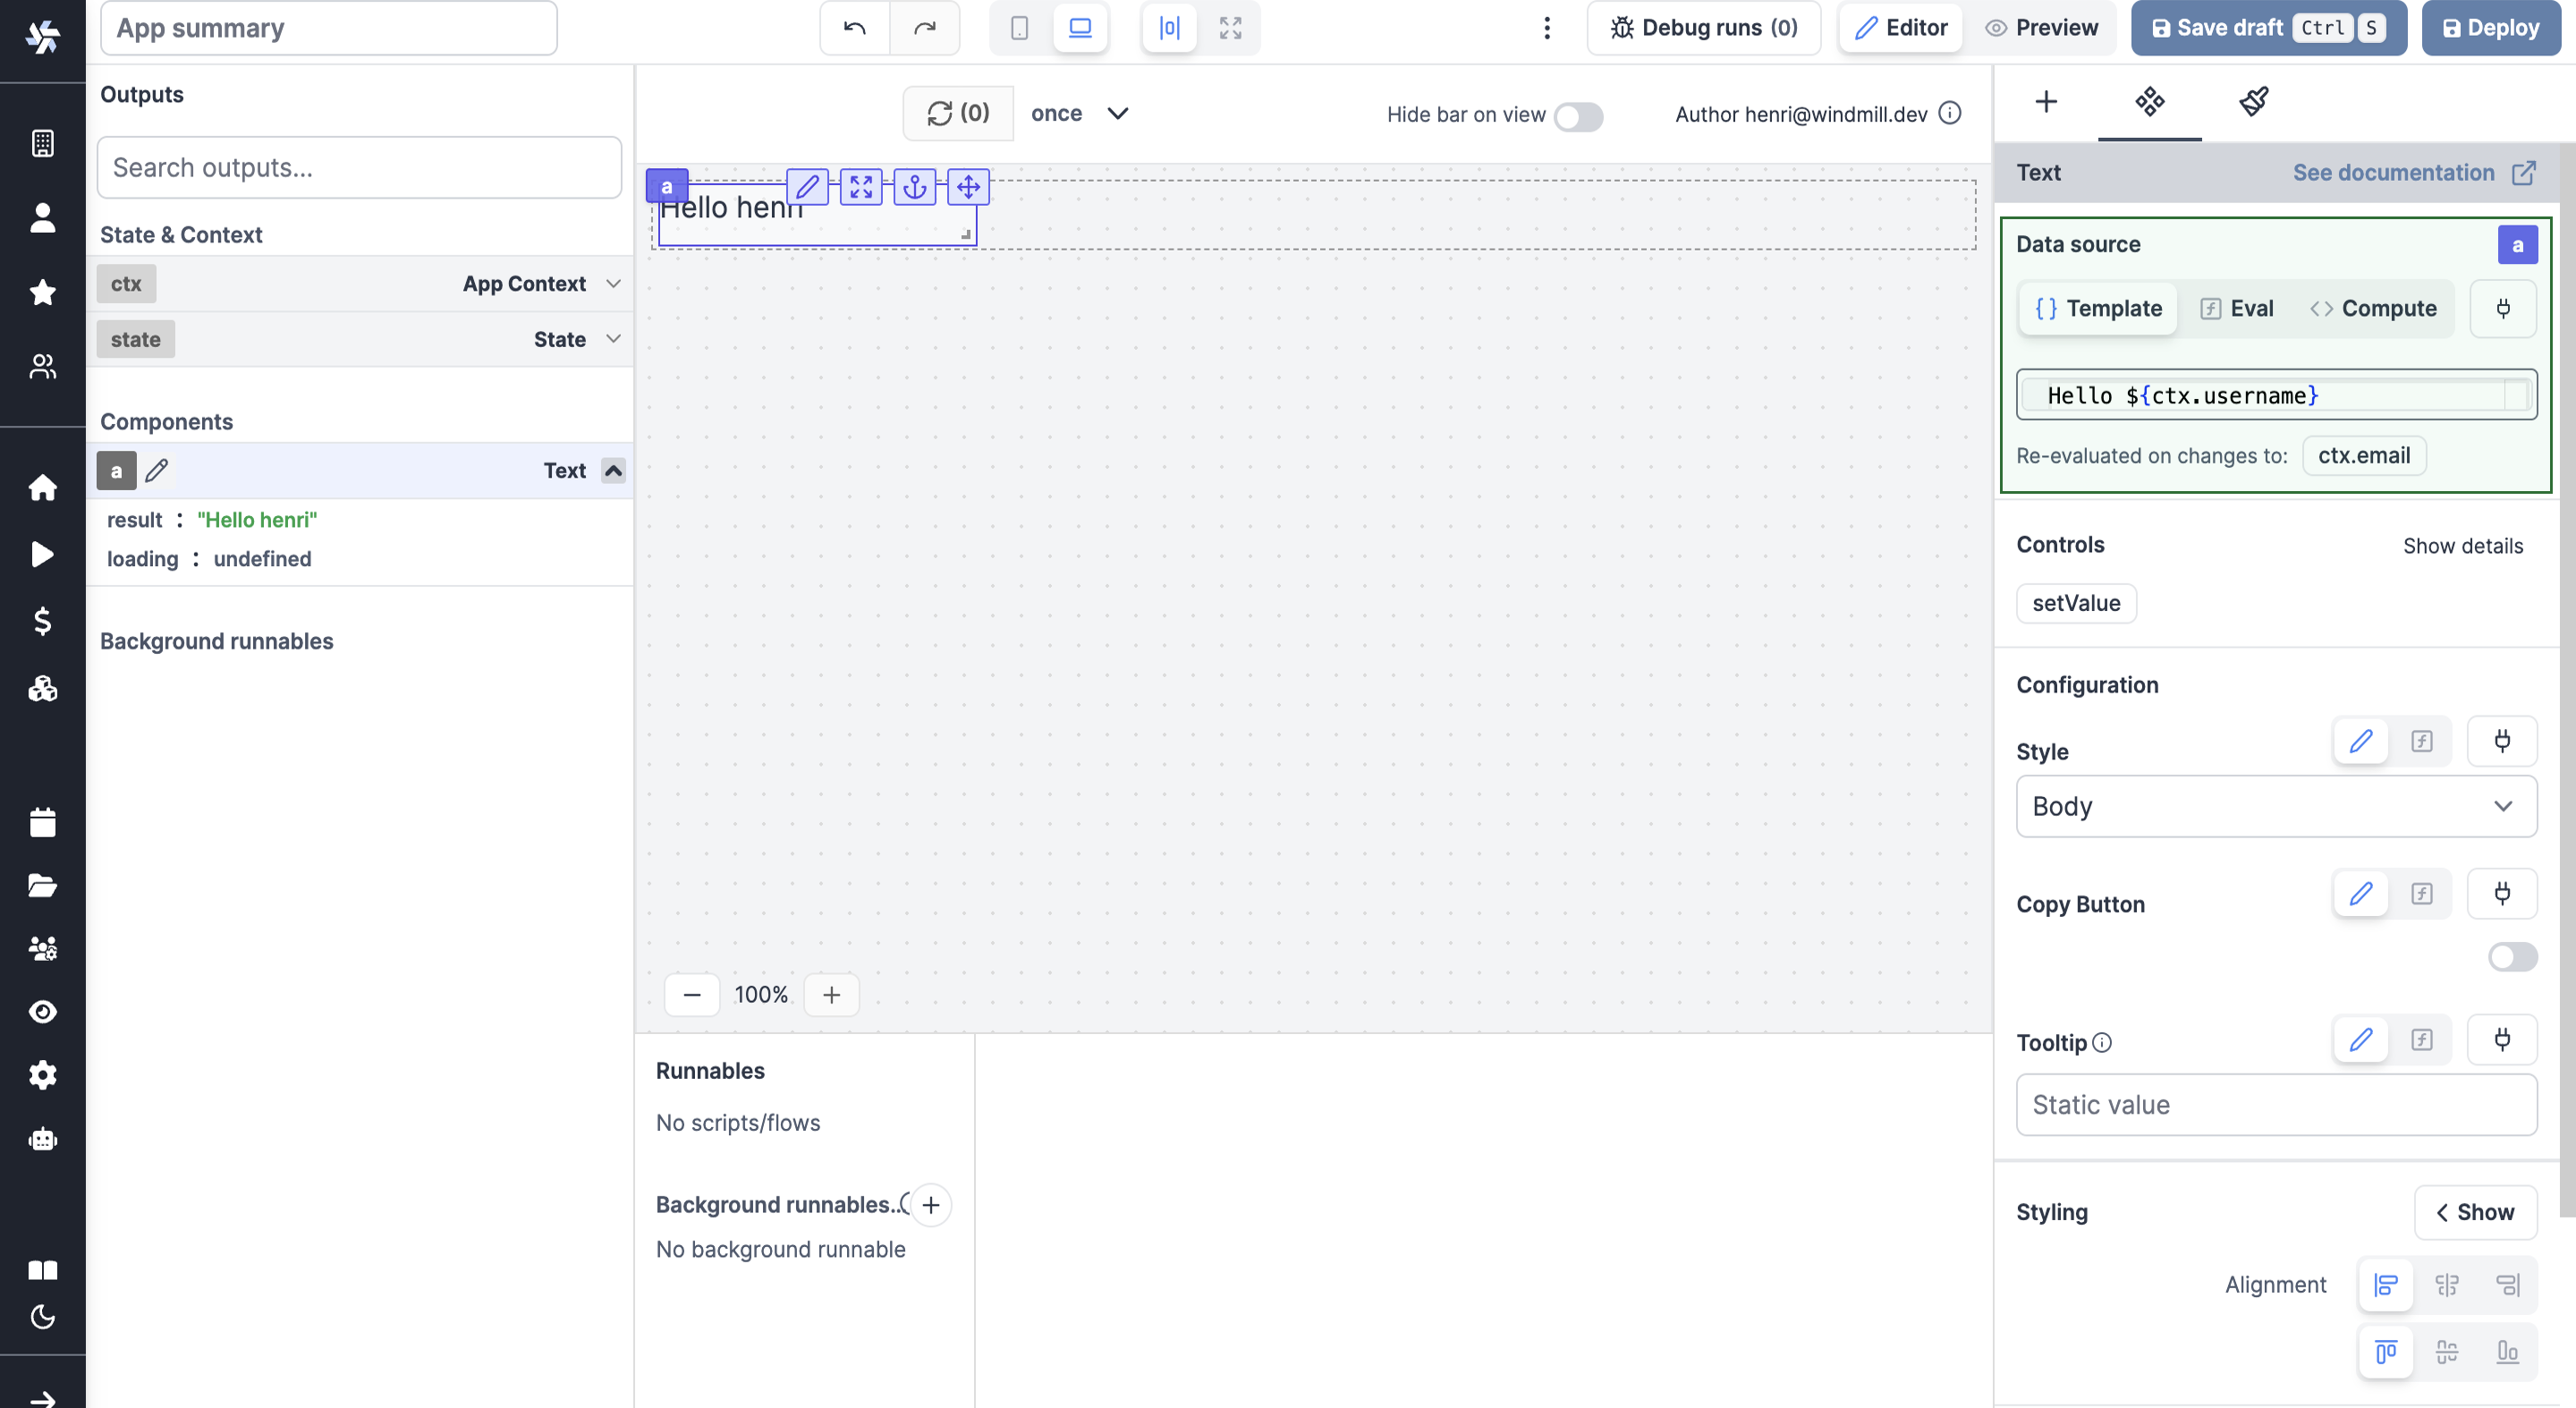 App summary
Debug runs (0)
Editor
Preview
Save draft Ctrl S
Deploy
Outputs
Search outputs...
State & Context
ctx App Context
state State
Components
a Text
result : "Hello henri"
loading : undefined
Background runnables
(0) once
Hide bar on view
Author henri@windmill.dev
a
Hello henri
100%
Runnables
No scripts/flows
Background runnables...
No background runnable
Text See documentation
Data source a
Template Eval Compute
Hello ${ctx.username}
Re-evaluated on changes to: ctx.email
Controls Show details
setValue
Configuration
Style
Body
Copy Button
Tooltip
Static value
Styling Show
Alignment